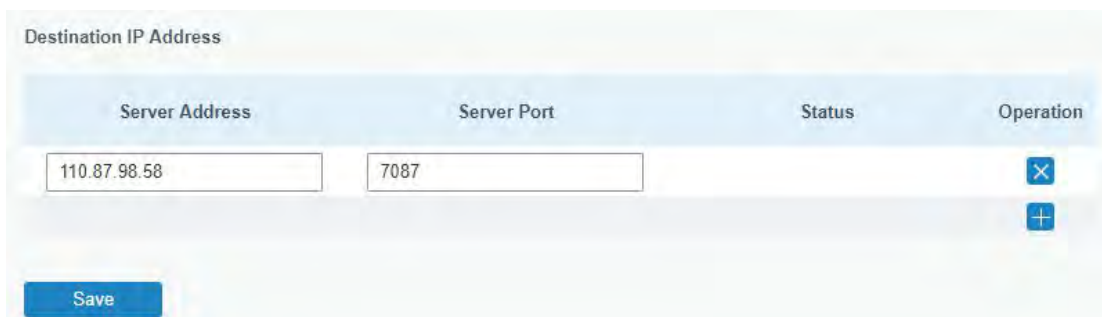 Destination IP Address
Server Address Server Port Status Operation
110.87.98.58 7087
Save